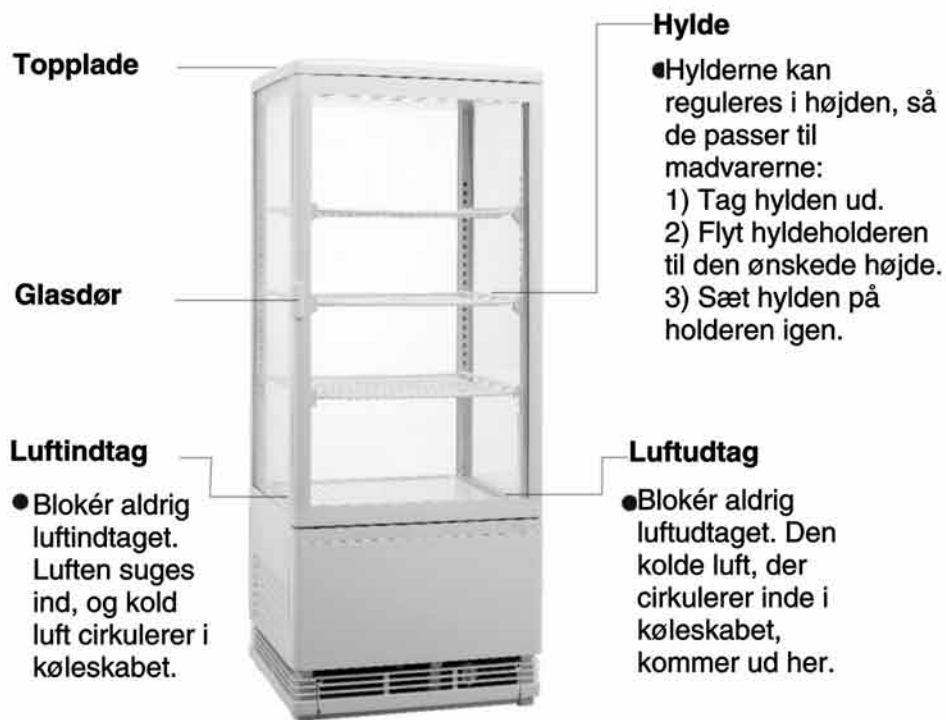 Topplade
Glasdør
Luftindtag
● Blokér aldrig
luftindtaget.
Luften suges
ind, og kold
luft cirkulerer i
køleskabet.
Hylde
●Hylderne kan
reguleres i højden, så
de passer til
madvarerne:
1) Tag hylden ud.
2) Flyt hyldeholderen
til den ønskede højde.
3) Sæt hylden på
holderen igen.
Luftudtag
●Blokér aldrig
luftudtaget. Den
kolde luft, der
cirkulerer inde i
køleskabet,
kommer ud her.